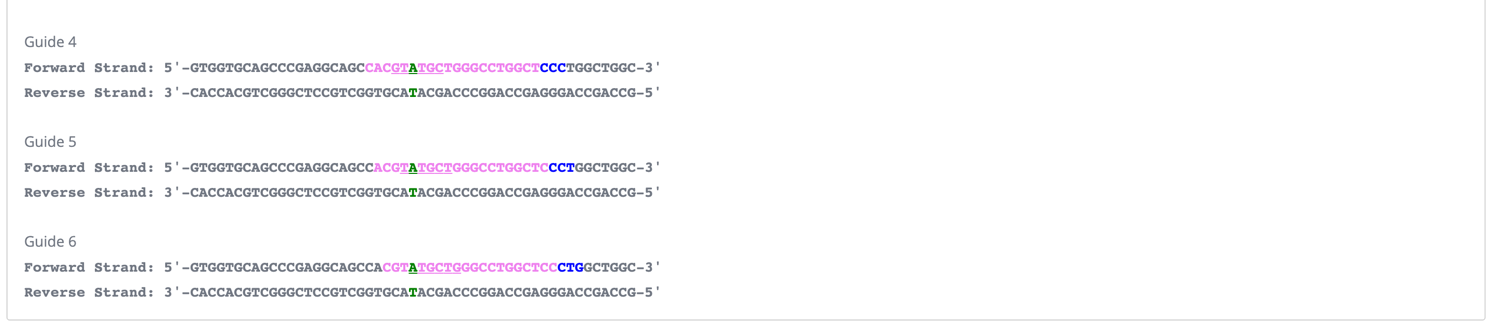 Guide 4
Forward Strand: 5'-GTGGTGCAGCCCGAGGCAGCCACGTATGCTGGGCCTGGCTCCCTGGCTGGC-3'
Reverse Strand: 3'-CACCACGTCGGGCTCCGTCGGTGCATACGACCCGGACCGAGGGACCGACCG-5'
Guide 5
Forward Strand: 5'-GTGGTGCAGCCCGAGGCAGCCACGTATGCTGGGCCTGGCTCCCTGGCTGGC-3'
Reverse Strand: 3'-CACCACGTCGGGCTCCGTCGGTGCATACGACCCGGACCGAGGGACCGACCG-5'
Guide 6
Forward Strand: 5'-GTGGTGCAGCCCGAGGCAGCCACGTATGCTGGGCCTGGCTCCCTGGCTGGC-3'
Reverse Strand: 3'-CACCACGTCGGGCTCCGTCGGTGCATACGACCCGGACCGAGGGACCGACCG-5'